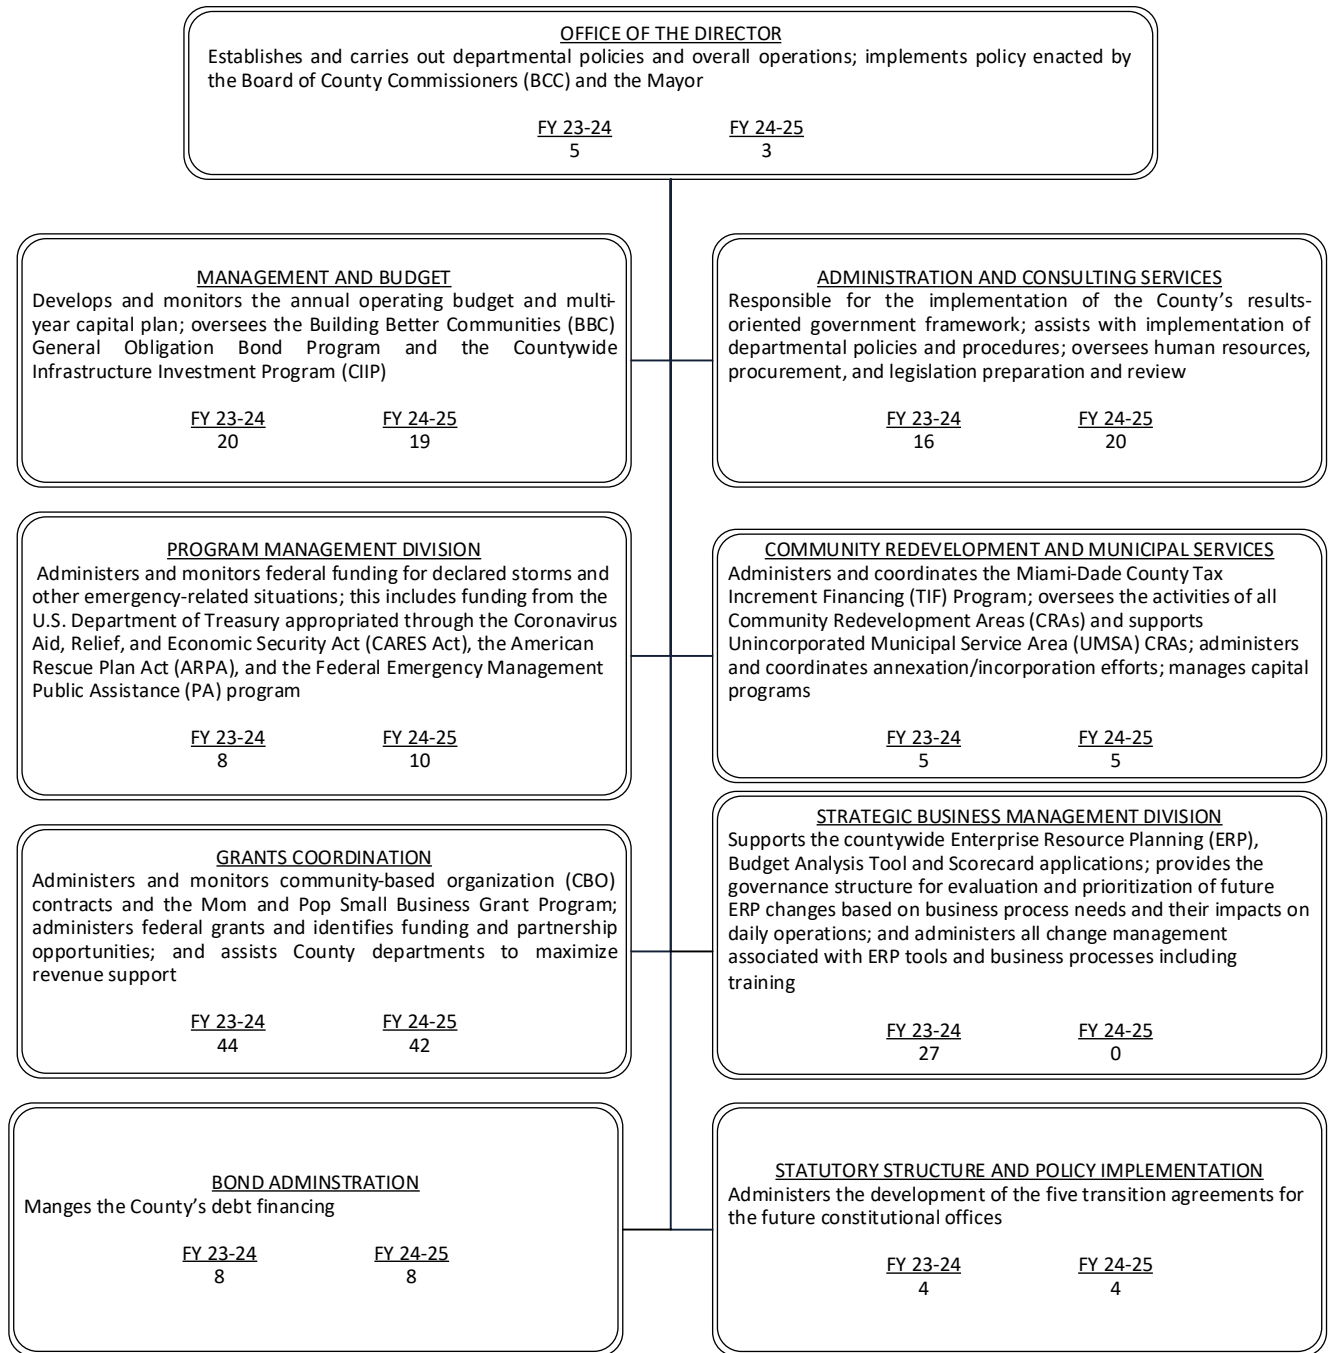 OFFICE OF THE DIRECTOR
Establishes and carries out departmental policies and overall operations; implements policy enacted by
the Board of County Commissioners (BCC) and the Mayor
FY 23-24 FY 24-25
5 3
MANAGEMENT AND BUDGET
Develops and monitors the annual operating budget and multi-
year capital plan; oversees the Building Better Communities (BBC)
General Obligation Bond Program and the Countywide
Infrastructure Investment Program (CIIP)
FY 23-24 FY 24-25
20 19
ADMINISTRATION AND CONSULTING SERVICES
Responsible for the implementation of the County's results-
oriented government framework; assists with implementation of
departmental policies and procedures; oversees human resources,
procurement, and legislation preparation and review
FY 23-24 FY 24-25
16 20
PROGRAM MANAGEMENT DIVISION
Administers and monitors federal funding for declared storms and
other emergency-related situations; this includes funding from the
U.S. Department of Treasury appropriated through the Coronavirus
Aid, Relief, and Economic Security Act (CARES Act), the American
Rescue Plan Act (ARPA), and the Federal Emergency Management
Public Assistance (PA) program
FY 23-24 FY 24-25
8 10
COMMUNITY REDEVELOPMENT AND MUNICIPAL SERVICES
Administers and coordinates the Miami-Dade County Tax
Increment Financing (TIF) Program; oversees the activities of all
Community Redevelopment Areas (CRAs) and supports
Unincorporated Municipal Service Area (UMSA) CRAs; administers
and coordinates annexation/incorporation efforts; manages capital
programs
FY 23-24 FY 24-25
5 5
GRANTS COORDINATION
Administers and monitors community-based organization (CBO)
contracts and the Mom and Pop Small Business Grant Program;
administers federal grants and identifies funding and partnership
opportunities; and assists County departments to maximize
revenue support
FY 23-24 FY 24-25
44 42
STRATEGIC BUSINESS MANAGEMENT DIVISION
Supports the countywide Enterprise Resource Planning (ERP),
Budget Analysis Tool and Scorecard applications; provides the
governance structure for evaluation and prioritization of future
ERP changes based on business process needs and their impacts on
daily operations; and administers all change management
associated with ERP tools and business processes including
training
FY 23-24 FY 24-25
27 0
BOND ADMINSTRATION
Manges the County's debt financing
FY 23-24 FY 24-25
8 8
STATUTORY STRUCTURE AND POLICY IMPLEMENTATION
Administers the development of the five transition agreements for
the future constitutional offices
FY 23-24 FY 24-25
4 4